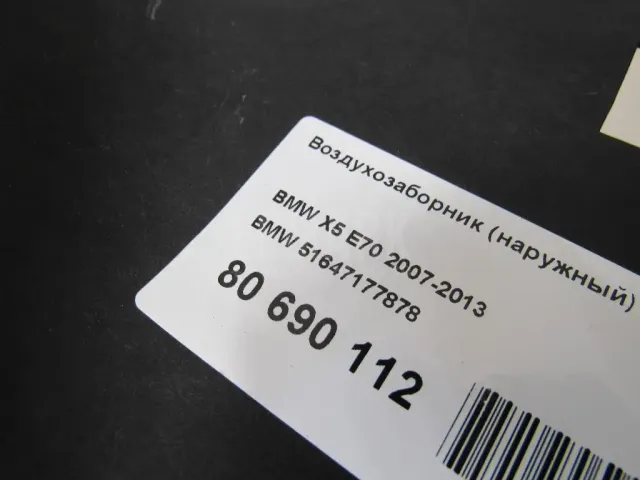 Воздухозаборник (наружный)
BMW X5 E70 2007-2013
BMW 51647177878
80 690 112